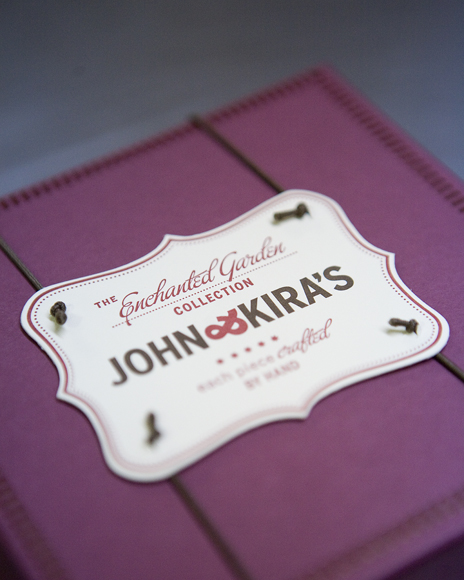 THE Enchanted Garden
COLLECTION
JOHN & KIRA'S
each piece crafted
BY HAND